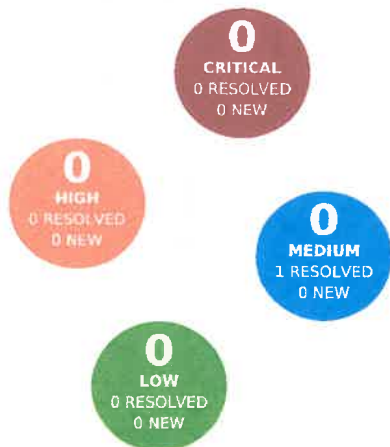 0
CRITICAL
0 RESOLVED
0 NEW
0
HIGH
0 RESOLVED
0 NEW
0
MEDIUM
1 RESOLVED
0 NEW
0
LOW
0 RESOLVED
0 NEW